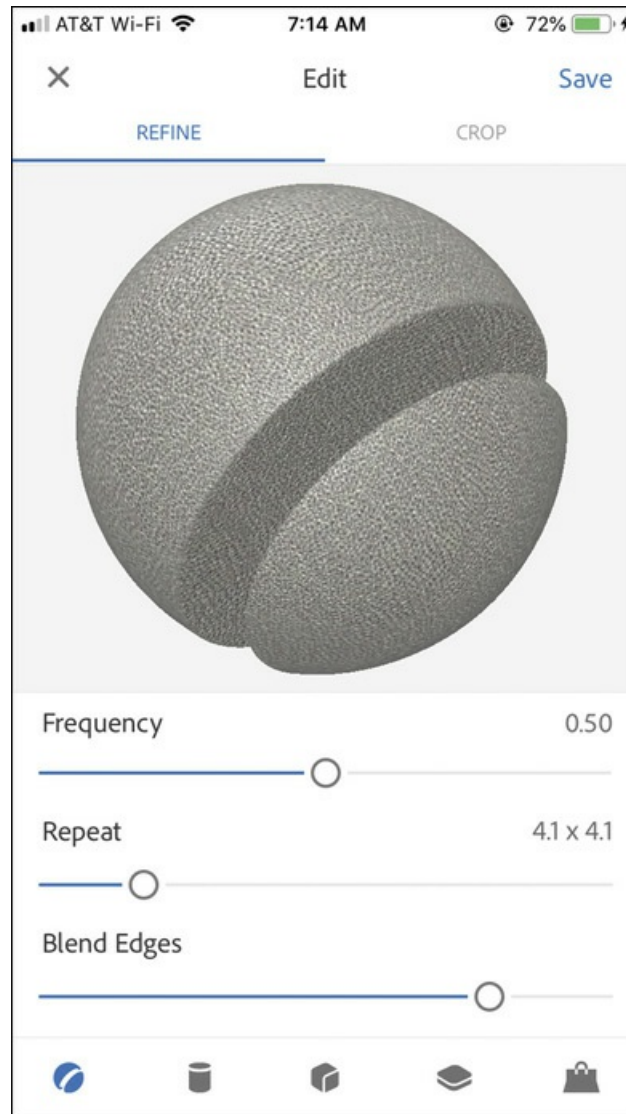 AT&T Wi-Fi 7:14 AM 72%
Edit Save
REFINE CROP
Frequency 0.50
Repeat 4.1 x 4.1
Blend Edges